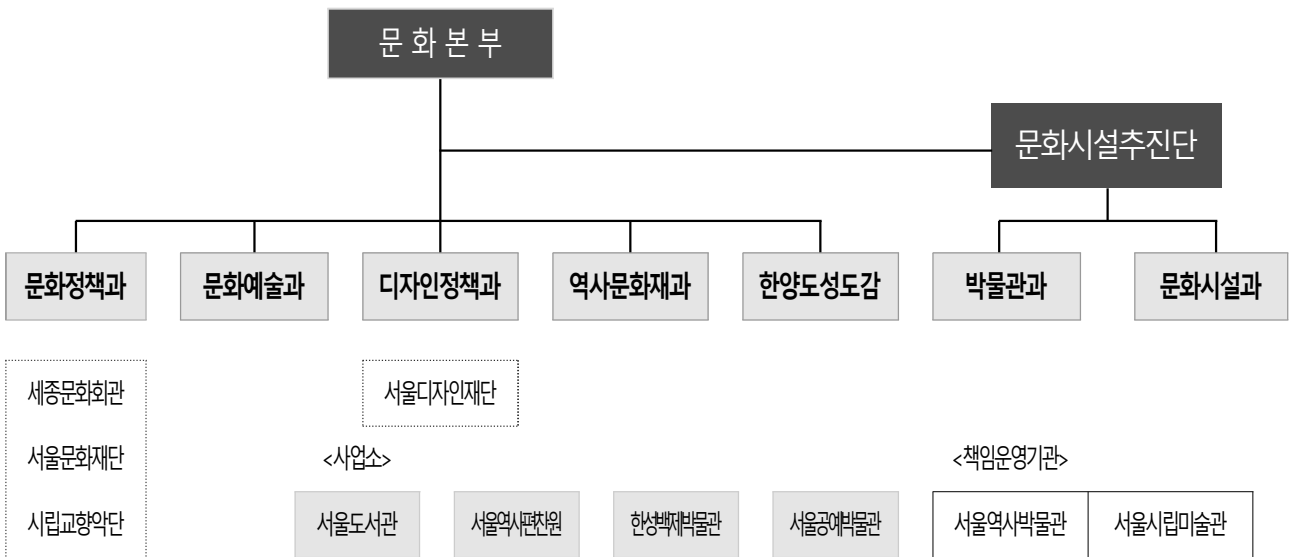 문 화 본 부
문화시설추진단
문화정책과 문화예술과 디자인정책과 역사문화재과 한양도성도감 박물관과 문화시설과
세종문화회관 서울디자인재단
서울문화재단 <사업소> <책임운영기관>
시립교향악단 서울도서관 서울역사편찬원 한성백제박물관 서울공예박물관 서울역사박물관 서울시립미술관